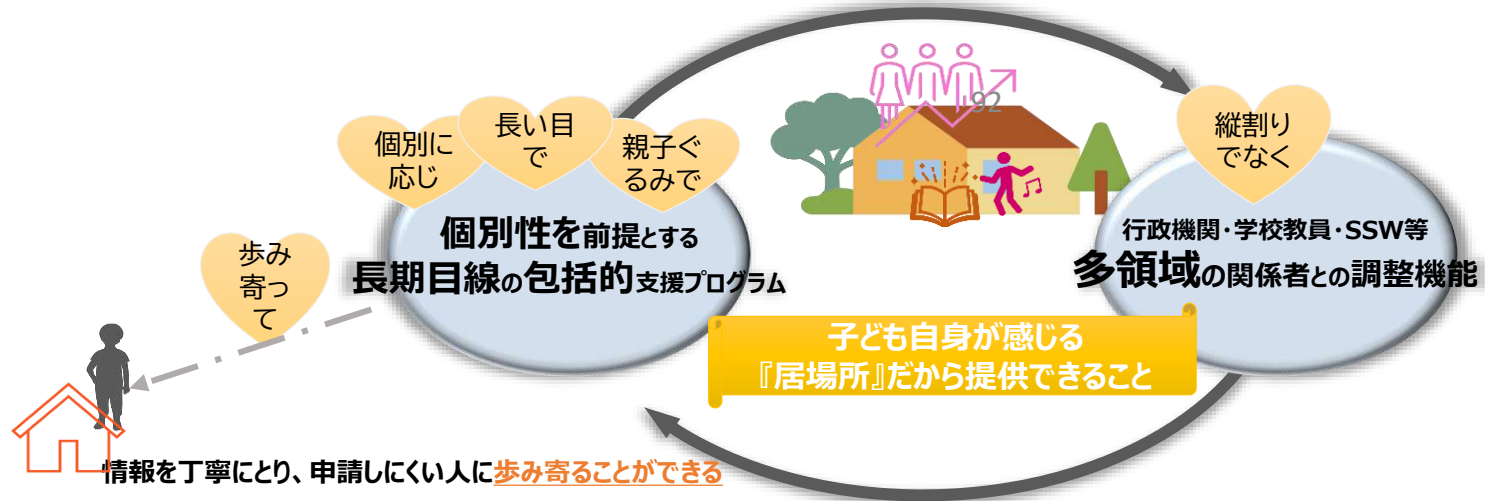 個別に
応じ
長い目
で
親子ぐ
るみで
92
縦割り
でなく
歩み
寄っ
て
個別性を前提とする
長期目線の包括的支援プログラム
行政機関・学校教員・SSW等
多領域の関係者との調整機能
子ども自身が感じる
『居場所』だから提供できること
情報を丁寧にとり、申請しにくい人に歩み寄ることができる